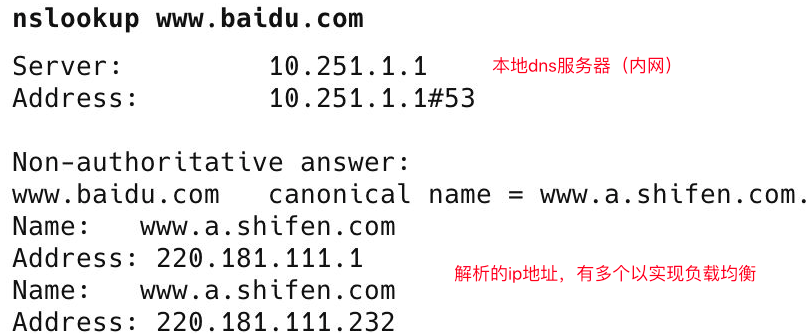 nslookup www.baidu.com
Server: 10.251.1.1 本地dns服务器（内网）
Address: 10.251.1.1#53
Non-authoritative answer:
www.baidu.com canonical name = www.a.shifen.com.
Name: www.a.shifen.com
Address: 220.181.111.1
解析的ip地址，有多个以实现负载均衡
Name: www.a.shifen.com
Address: 220.181.111.232